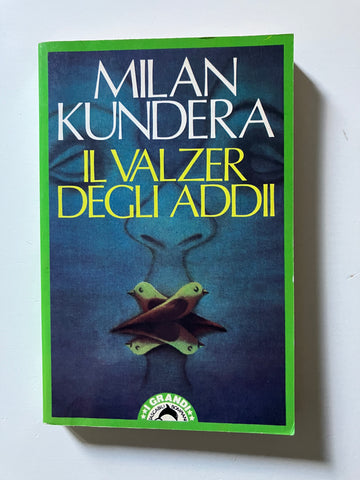 MILAN
KUNDERA
IL VALZER
DEGLI ADDII
I GRANDI